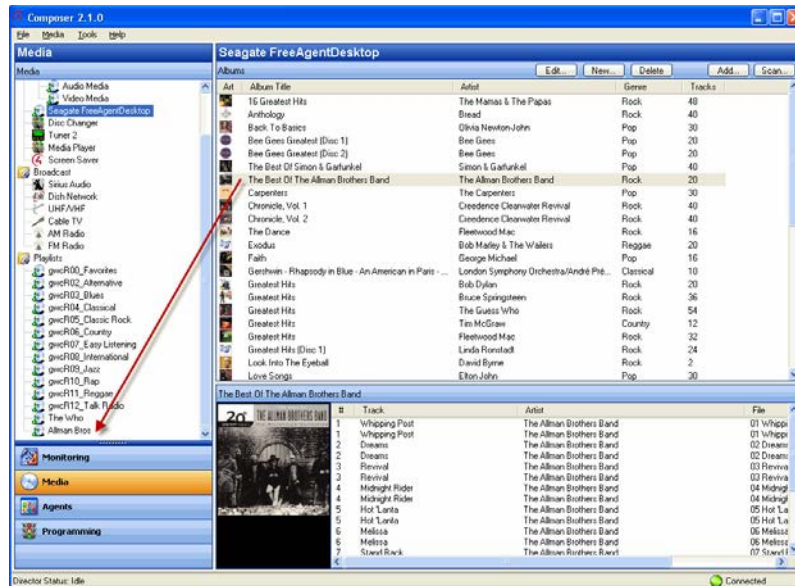 Composer 2.1.0
File Media Tools Help
Media
Seagate FreeAgentDesktop
Media
Audio Media
Video Media
Seagate FreeAgentDesktop
Disc Changer
Tuner 2
Media Player
Screen Saver
Broadcast
Sirius Audio
Dish Network
UHF/VHF
Cable TV
AM Radio
FM Radio
Playlists
gwcR00_Favorites
gwcR02_Alternative
gwcR03_Blues
gwcR04_Classical
gwcR05_Classic Rock
gwcR06_Country
gwcR07_Easy Listening
gwcR08_International
gwcR09_Jazz
gwcR10_Rap
gwcR11_Reggae
gwcR12_Talk Radio
The Who
Allman Bros
Monitoring
Media
Agents
Programming
Albums Edit... New... Delete Add... Scan...
Art Album Title Artist Genre Tracks
16 Greatest Hits The Mamas & The Papas Rock 48
Anthology Bread Rock 40
Back To Basics Olivia Newton-John Pop 30
Bee Gees Greatest (Disc 1) Bee Gees Pop 20
Bee Gees Greatest (Disc 2) Bee Gees Pop 20
The Best Of Simon & Garfunkel Simon & Garfunkel Pop 40
The Best Of The Allman Brothers Band The Allman Brothers Band Rock 20
Carpenters The Carpenters Pop 30
Chronicle, Vol. 1 Creedence Clearwater Revival Rock 40
Chronicle, Vol. 2 Creedence Clearwater Revival Rock 40
The Dance Fleetwood Mac Rock 16
Exodus Bob Marley & The Wailers Reggae 20
Faith George Michael Pop 16
Gershwin - Rhapsody in Blue - An American in Paris - ... London Symphony Orchestra/André Pré... Classical 10
Greatest Hits Bob Dylan Rock 20
Greatest Hits Bruce Springsteen Rock 36
Greatest Hits The Guess Who Rock 54
Greatest Hits Tim McGraw Country 12
Greatest Hits Fleetwood Mac Rock 32
Greatest Hits (Disc 1) Linda Ronstadt Rock 24
Look Into The Eyeball David Byrne Rock 2
Love Songs Elton John Pop 30
The Best Of The Allman Brothers Band
20 THE ALLMAN BROTHERS BAND
# Track Artist File
1 Whipping Post The Allman Brothers Band 01 Whippi
1 Whipping Post The Allman Brothers Band 01 Whippi
2 Dreams The Allman Brothers Band 02 Dreams
2 Dreams The Allman Brothers Band 02 Dreams
3 Revival The Allman Brothers Band 03 Reviva
3 Revival The Allman Brothers Band 03 Reviva
4 Midnight Rider The Allman Brothers Band 04 Midnigl
4 Midnight Rider The Allman Brothers Band 04 Midnigl
5 Hot 'Lanta The Allman Brothers Band 05 Hot 'La
5 Hot 'Lanta The Allman Brothers Band 05 Hot 'La
6 Melissa The Allman Brothers Band 06 Melissa
6 Melissa The Allman Brothers Band 06 Melissa
7 Stand Back The Allman Brothers Band 07 Stand
Director Status: Idle
Connected